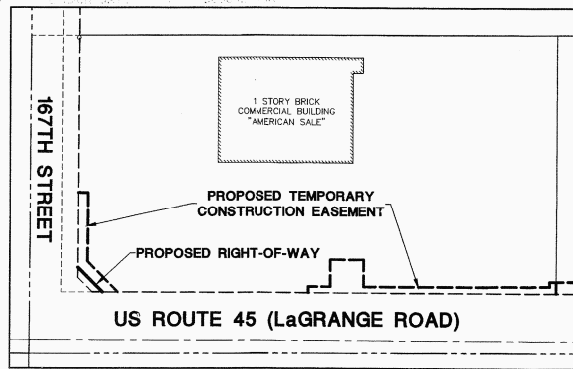 1 STORY BRICK
COMMERCIAL BUILDING
"AMERICAN SALE"
167TH STREET
PROPOSED TEMPORARY
CONSTRUCTION EASEMENT
PROPOSED RIGHT-OF-WAY
US ROUTE 45 (LaGRANGE ROAD)